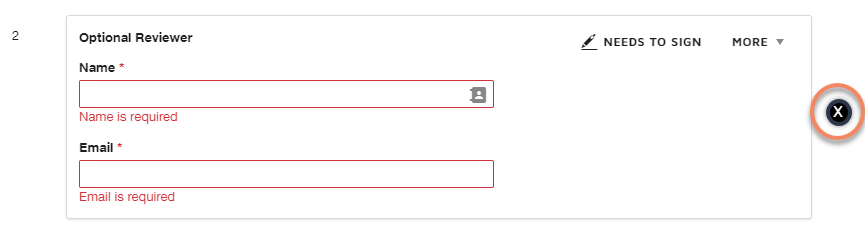 2
Optional Reviewer
NEEDS TO SIGN
MORE ▼
Name *
Name is required
Email *
Email is required
X